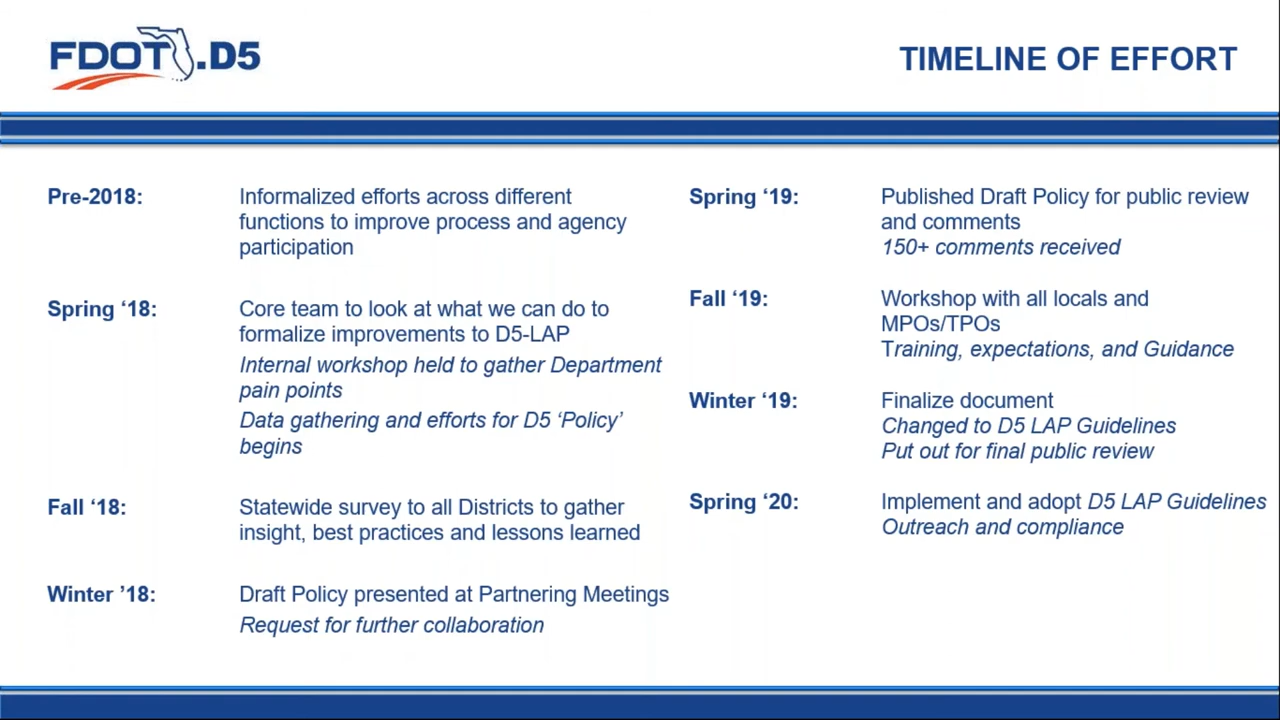 FDOT.D5
TIMELINE OF EFFORT
Pre-2018:
Informalized efforts across different
functions to improve process and agency
participation
Spring ‘18:
Core team to look at what we can do to
formalize improvements to D5-LAP
Internal workshop held to gather Department
pain points
Data gathering and efforts for D5 ‘Policy’
begins
Fall ‘18:
Statewide survey to all Districts to gather
insight, best practices and lessons learned
Winter ’18:
Draft Policy presented at Partnering Meetings
Request for further collaboration
Spring ‘19:
Published Draft Policy for public review
and comments
150+ comments received
Fall ‘19:
Workshop with all locals and
MPOs/TPOs
Training, expectations, and Guidance
Winter ‘19:
Finalize document
Changed to D5 LAP Guidelines
Put out for final public review
Spring ‘20:
Implement and adopt D5 LAP Guidelines
Outreach and compliance